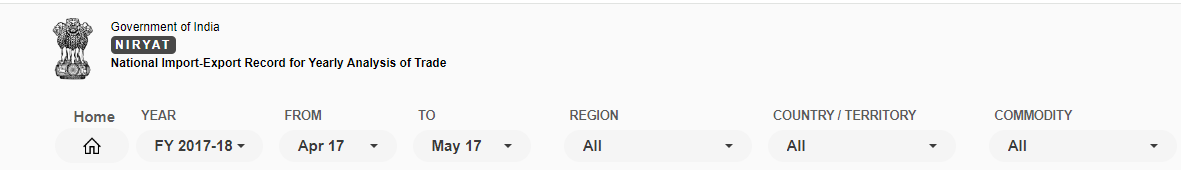 Government of India
NIRYAT
National Import-Export Record for Yearly Analysis of Trade
Home YEAR FROM TO REGION COUNTRY / TERRITORY COMMODITY
FY 2017-18 Apr 17 May 17 All All All